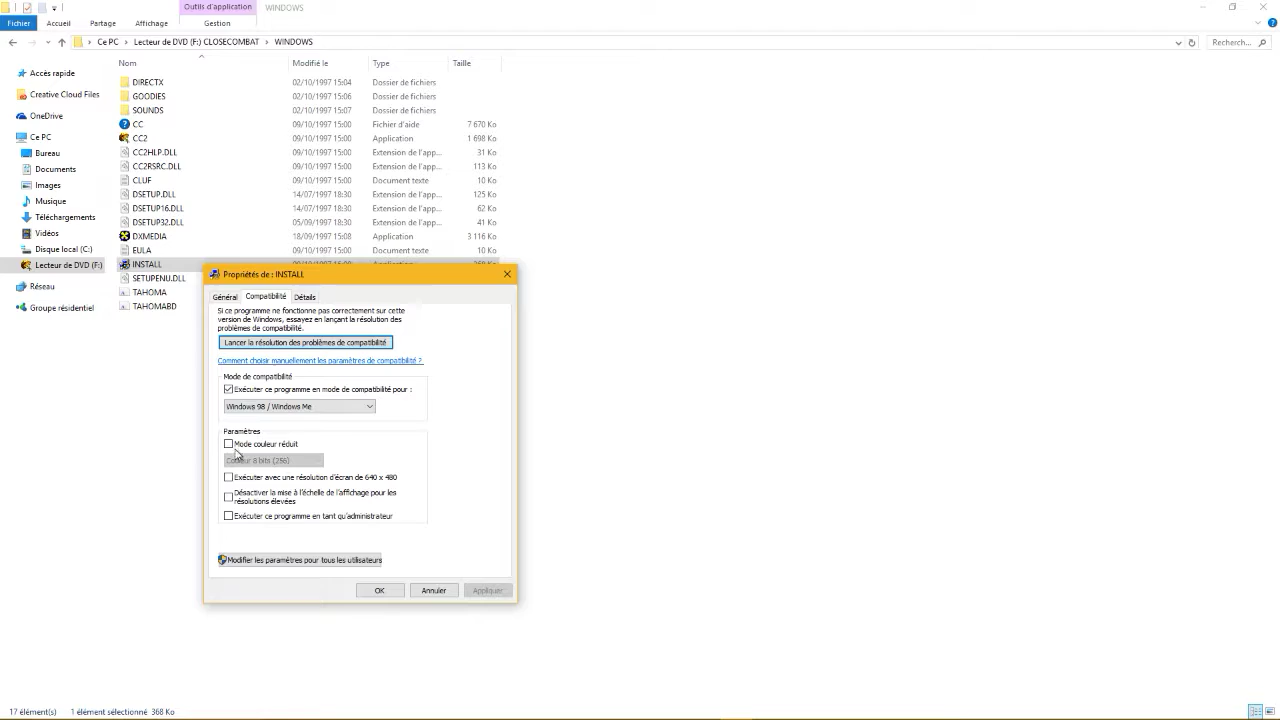 Outils d'application
WINDOWS
Fichier
Accueil
Partage
Affichage
Gestion
Ce PC
Lecteur de DVD (F:) CLOSECOMBAT
WINDOWS
Recherc...
Nom
Modifié le
Type
Taille
Accès rapide
Creative Cloud Files
OneDrive
Ce PC
Bureau
Documents
Images
Musique
Téléchargements
Vidéos
Disque local (C:)
Lecteur de DVD (F:)
Réseau
Groupe résidentiel
DIRECTX 02/10/1997 15:04 Dossier de fichiers
GOODIES 02/10/1997 15:06 Dossier de fichiers
SOUNDS 02/10/1997 15:07 Dossier de fichiers
CC 09/10/1997 15:00 Fichier d'aide 7 670 Ko
CC2 09/10/1997 15:00 Application 1 698 Ko
CC2HLP.DLL 09/10/1997 15:00 Extension de l'app... 31 Ko
CC2RSRC.DLL 09/10/1997 15:00 Extension de l'app... 113 Ko
CLUF 09/10/1997 15:00 Document texte 10 Ko
DSETUP.DLL 14/07/1997 18:30 Extension de l'app... 125 Ko
DSETUP16.DLL 14/07/1997 18:30 Extension de l'app... 62 Ko
DSETUP32.DLL 05/09/1997 18:30 Extension de l'app... 41 Ko
DXMEDIA 18/09/1997 15:08 Application 3 116 Ko
EULA 09/10/1997 15:00 Document texte 10 Ko
INSTALL
SETUPENU.DLL
TAHOMA
TAHOMABD
Propriétés de : INSTALL
Général
Compatibilité
Détails
Si ce programme ne fonctionne pas correctement sur cette
version de Windows, essayez en lançant la résolution des
problèmes de compatibilité.
Lancer la résolution des problèmes de compatibilité
Comment choisir manuellement les paramètres de compatibilité ?
Mode de compatibilité
Exécuter ce programme en mode de compatibilité pour :
Windows 98 / Windows Me
Paramètres
Mode couleur réduit
Couleur 8 bits (256)
Exécuter avec une résolution d'écran de 640 x 480
Désactiver la mise à l'échelle de l'affichage pour les
résolutions élevées
Exécuter ce programme en tant qu'administrateur
Modifier les paramètres pour tous les utilisateurs
OK
Annuler
Appliquer
17 élément(s)
1 élément sélectionné 368 Ko